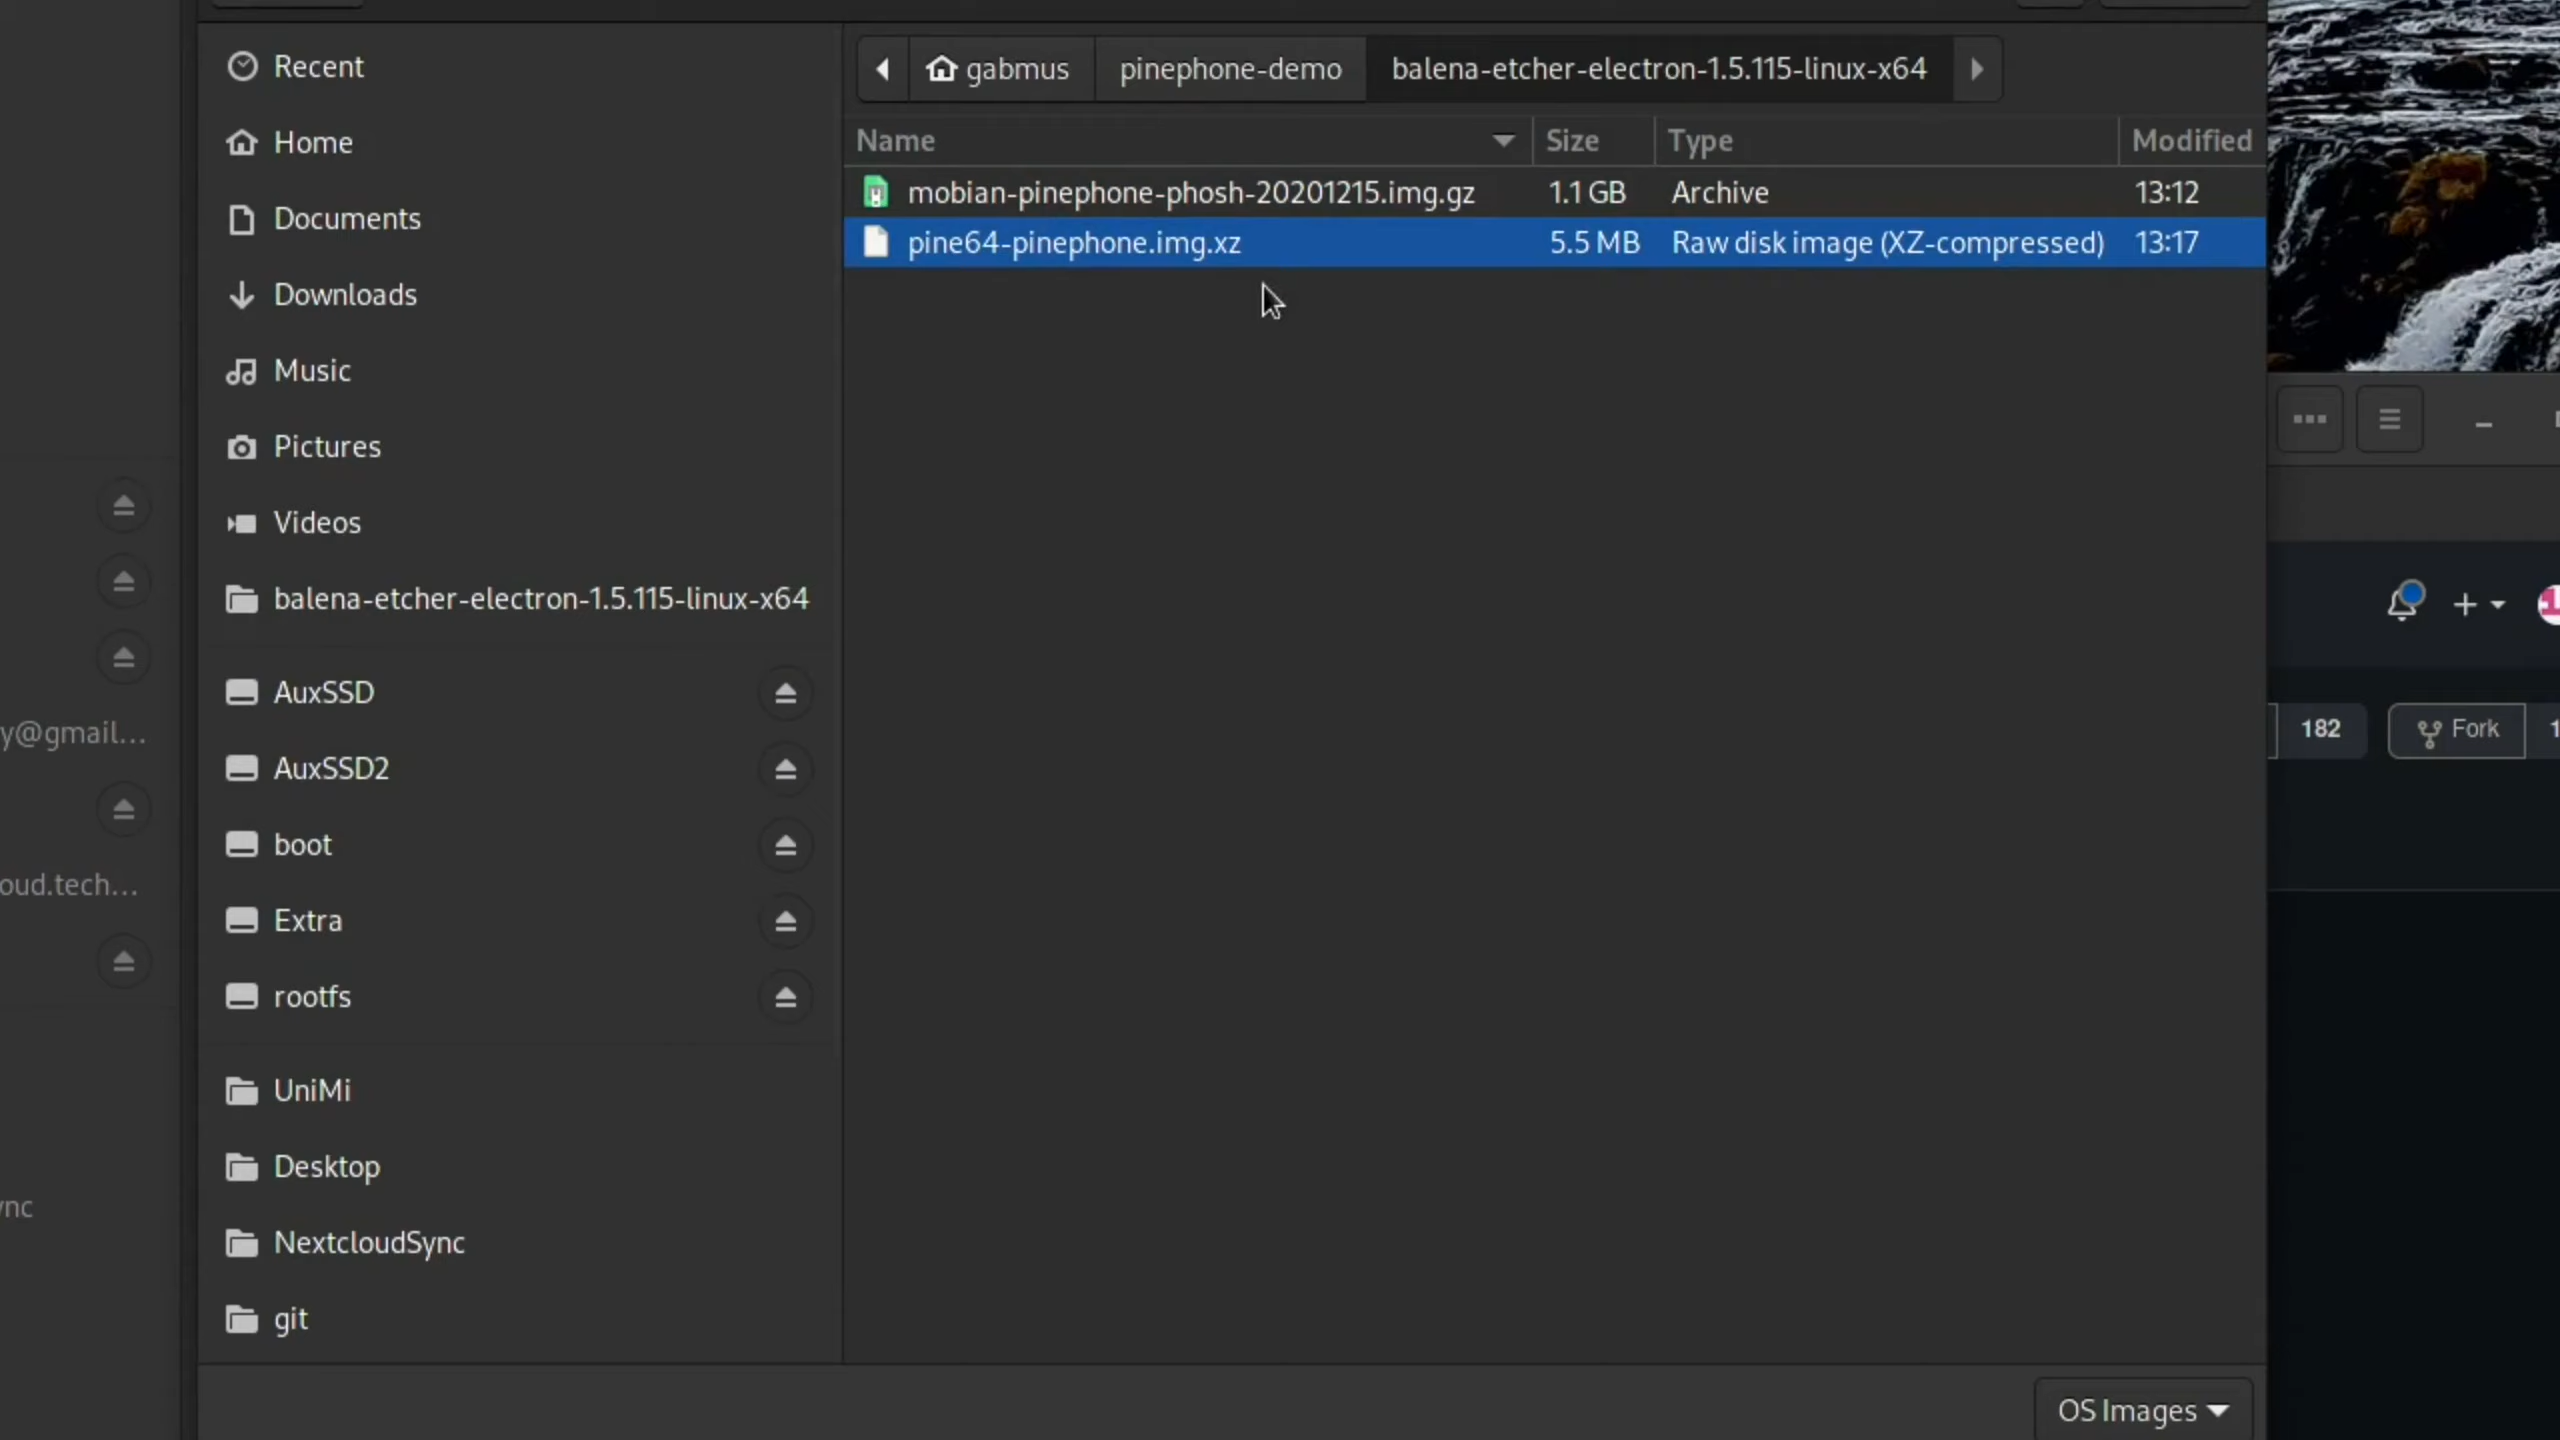 Recent
Home
Documents
Downloads
Music
Pictures
Videos
balena-etcher-electron-1.5.115-linux-x64
AuxSSD
AuxSSD2
boot
Extra
rootfs
UniMi
Desktop
NextcloudSync
git
gabmus pinephone-demo balena-etcher-electron-1.5.115-linux-x64
Name Size Type Modified
mobian-pinephone-phosh-20201215.img.gz 1.1 GB Archive 13:12
pine64-pinephone.img.xz 5.5 MB Raw disk image (XZ-compressed) 13:17
OS Images
y@gmail...
oud.tech...
nc
182 Fork 1